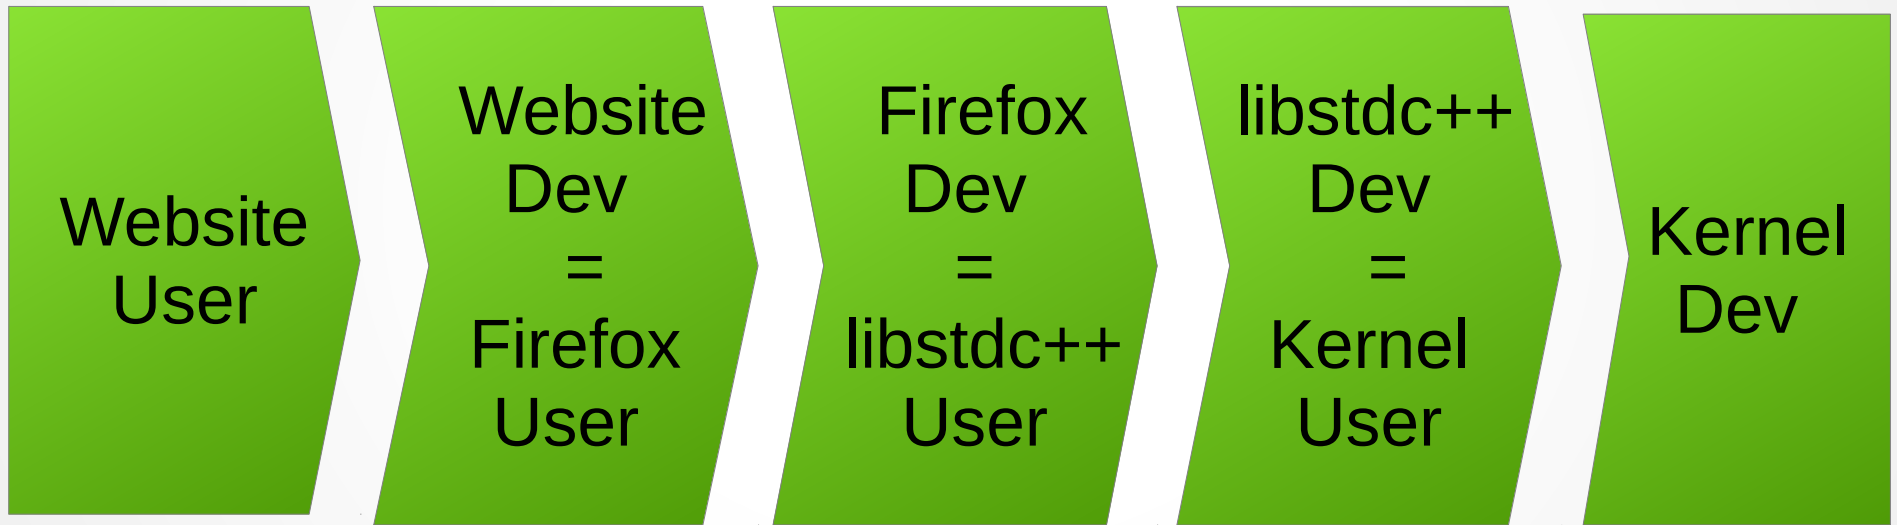 Website
User
Website
Dev
=
Firefox
User
Firefox
Dev
=
libstdc++
User
libstdc++
Dev
=
Kernel
User
Kernel
Dev